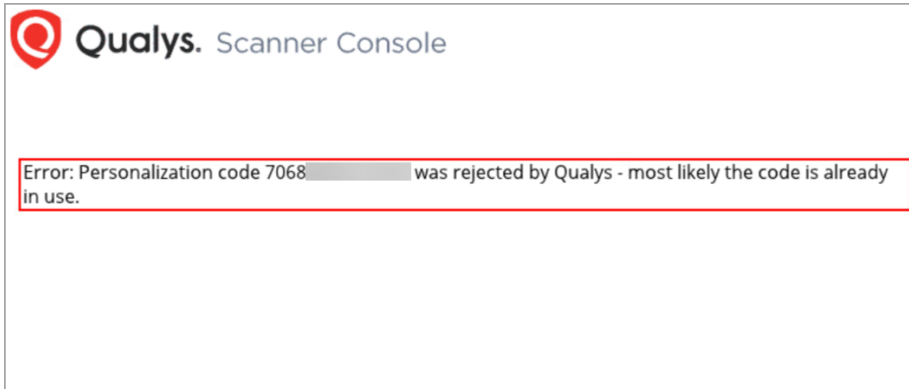 Qualys. Scanner Console
Error: Personalization code 7068 was rejected by Qualys - most likely the code is already
in use.